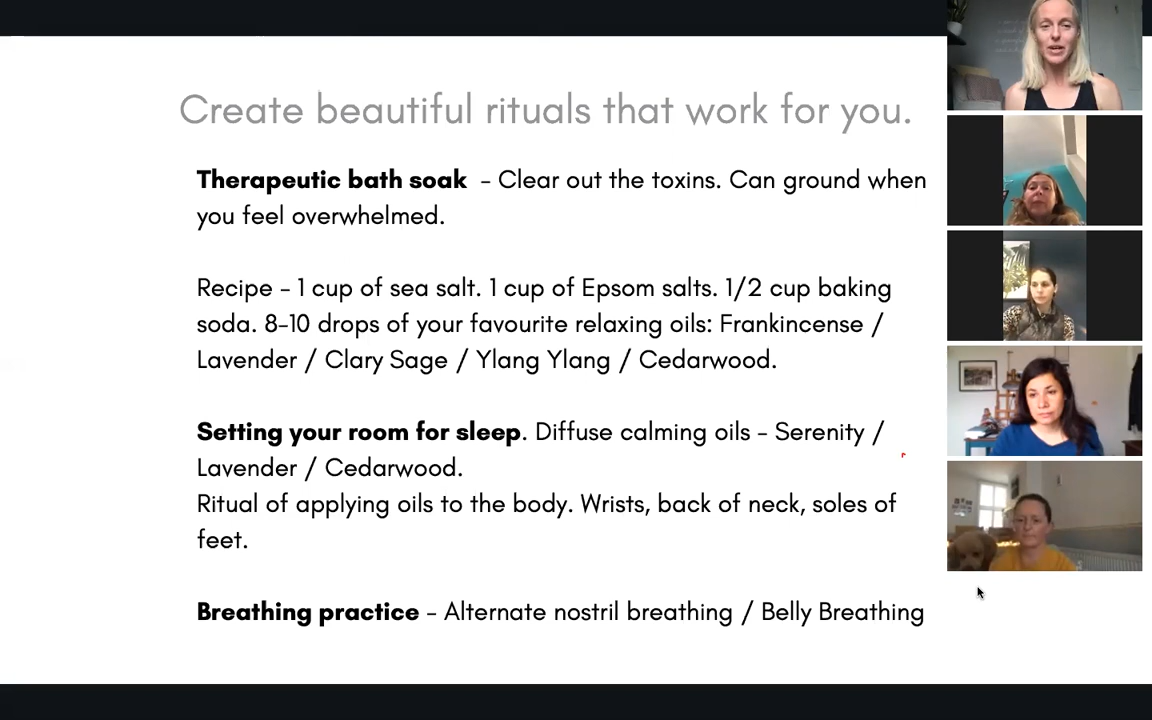 Create beautiful rituals that work for you.
Therapeutic bath soak - Clear out the toxins. Can ground when
you feel overwhelmed.
Recipe - 1 cup of sea salt. 1 cup of Epsom salts. 1/2 cup baking
soda. 8-10 drops of your favourite relaxing oils: Frankincense /
Lavender / Clary Sage / Ylang Ylang / Cedarwood.
Setting your room for sleep. Diffuse calming oils - Serenity /
Lavender / Cedarwood.
Ritual of applying oils to the body. Wrists, back of neck, soles of
feet.
Breathing practice - Alternate nostril breathing / Belly Breathing